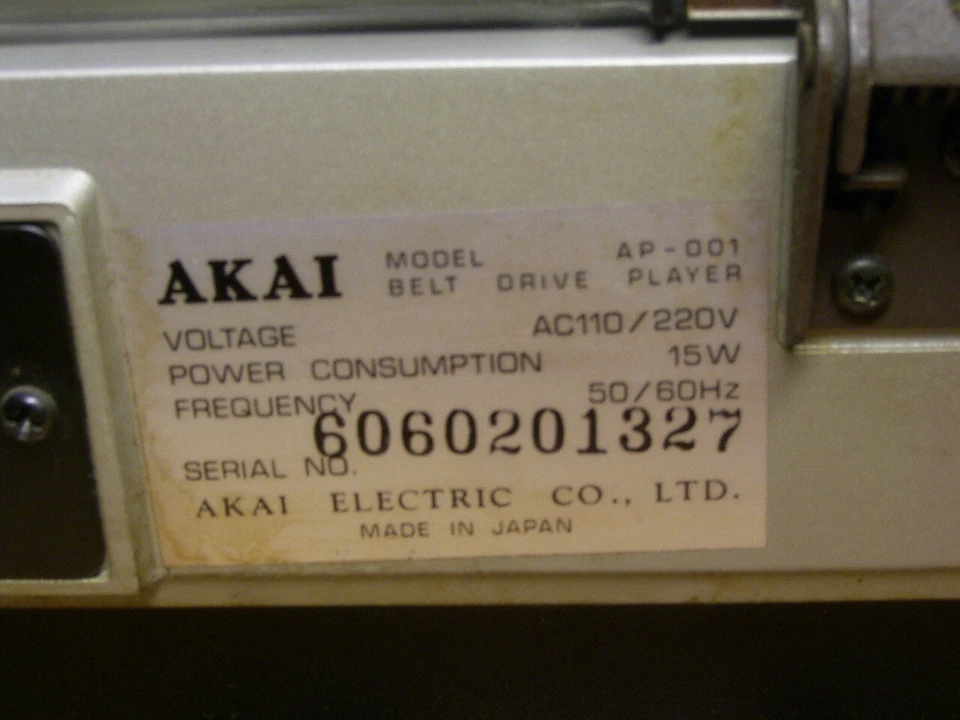 AKAI MODEL AP-001
BELT DRIVE PLAYER
VOLTAGE AC110/220V
POWER CONSUMPTION 15W
FREQUENCY 50/60Hz
6060201327
SERIAL NO.
AKAI ELECTRIC CO., LTD.
MADE IN JAPAN